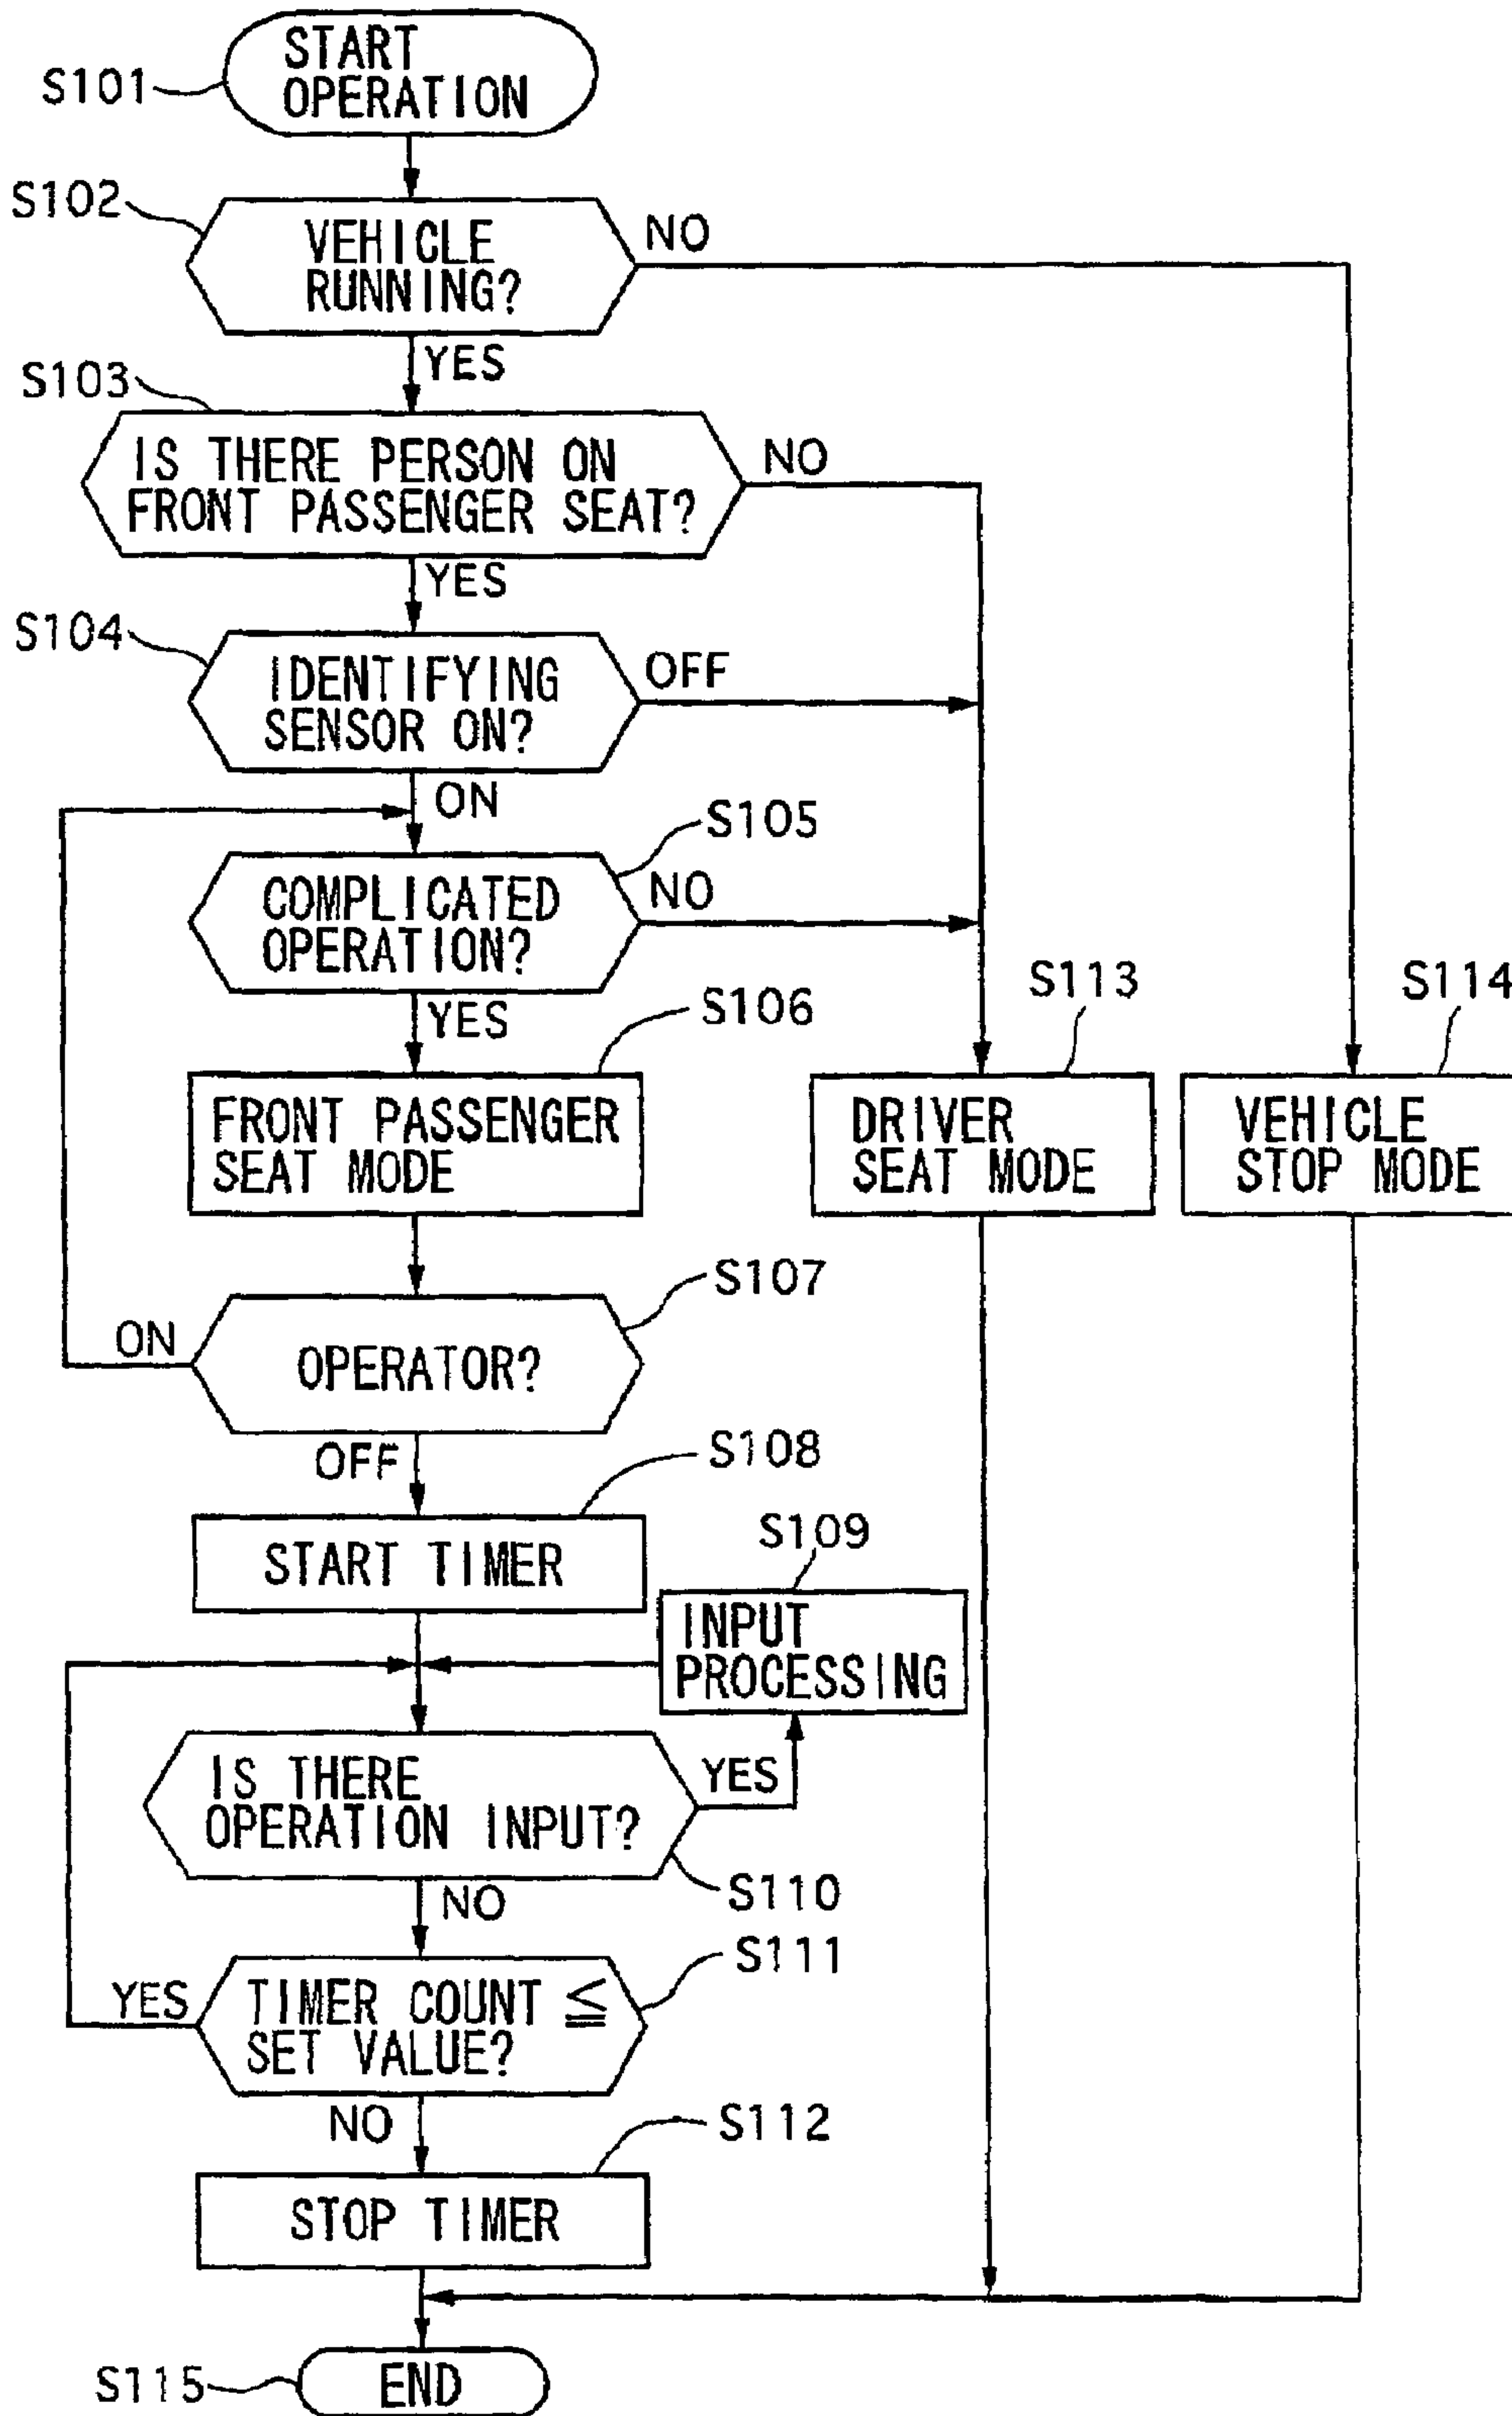 START
OPERATION
S101
S102
VEHICLE
RUNNING?
NO
YES
S103
IS THERE PERSON ON
FRONT PASSENGER SEAT?
NO
YES
S104
IDENTIFYING
SENSOR ON?
OFF
ON
S105
COMPLICATED
OPERATION?
NO
YES
S106
S113
S114
FRONT PASSENGER
SEAT MODE
DRIVER
SEAT MODE
VEHICLE
STOP MODE
S107
ON
OPERATOR?
OFF
S108
START TIMER
S109
INPUT
PROCESSING
IS THERE
OPERATION INPUT?
YES
S110
NO
S111
YES
TIMER COUNT ≦
SET VALUE?
NO
S112
STOP TIMER
S115
END